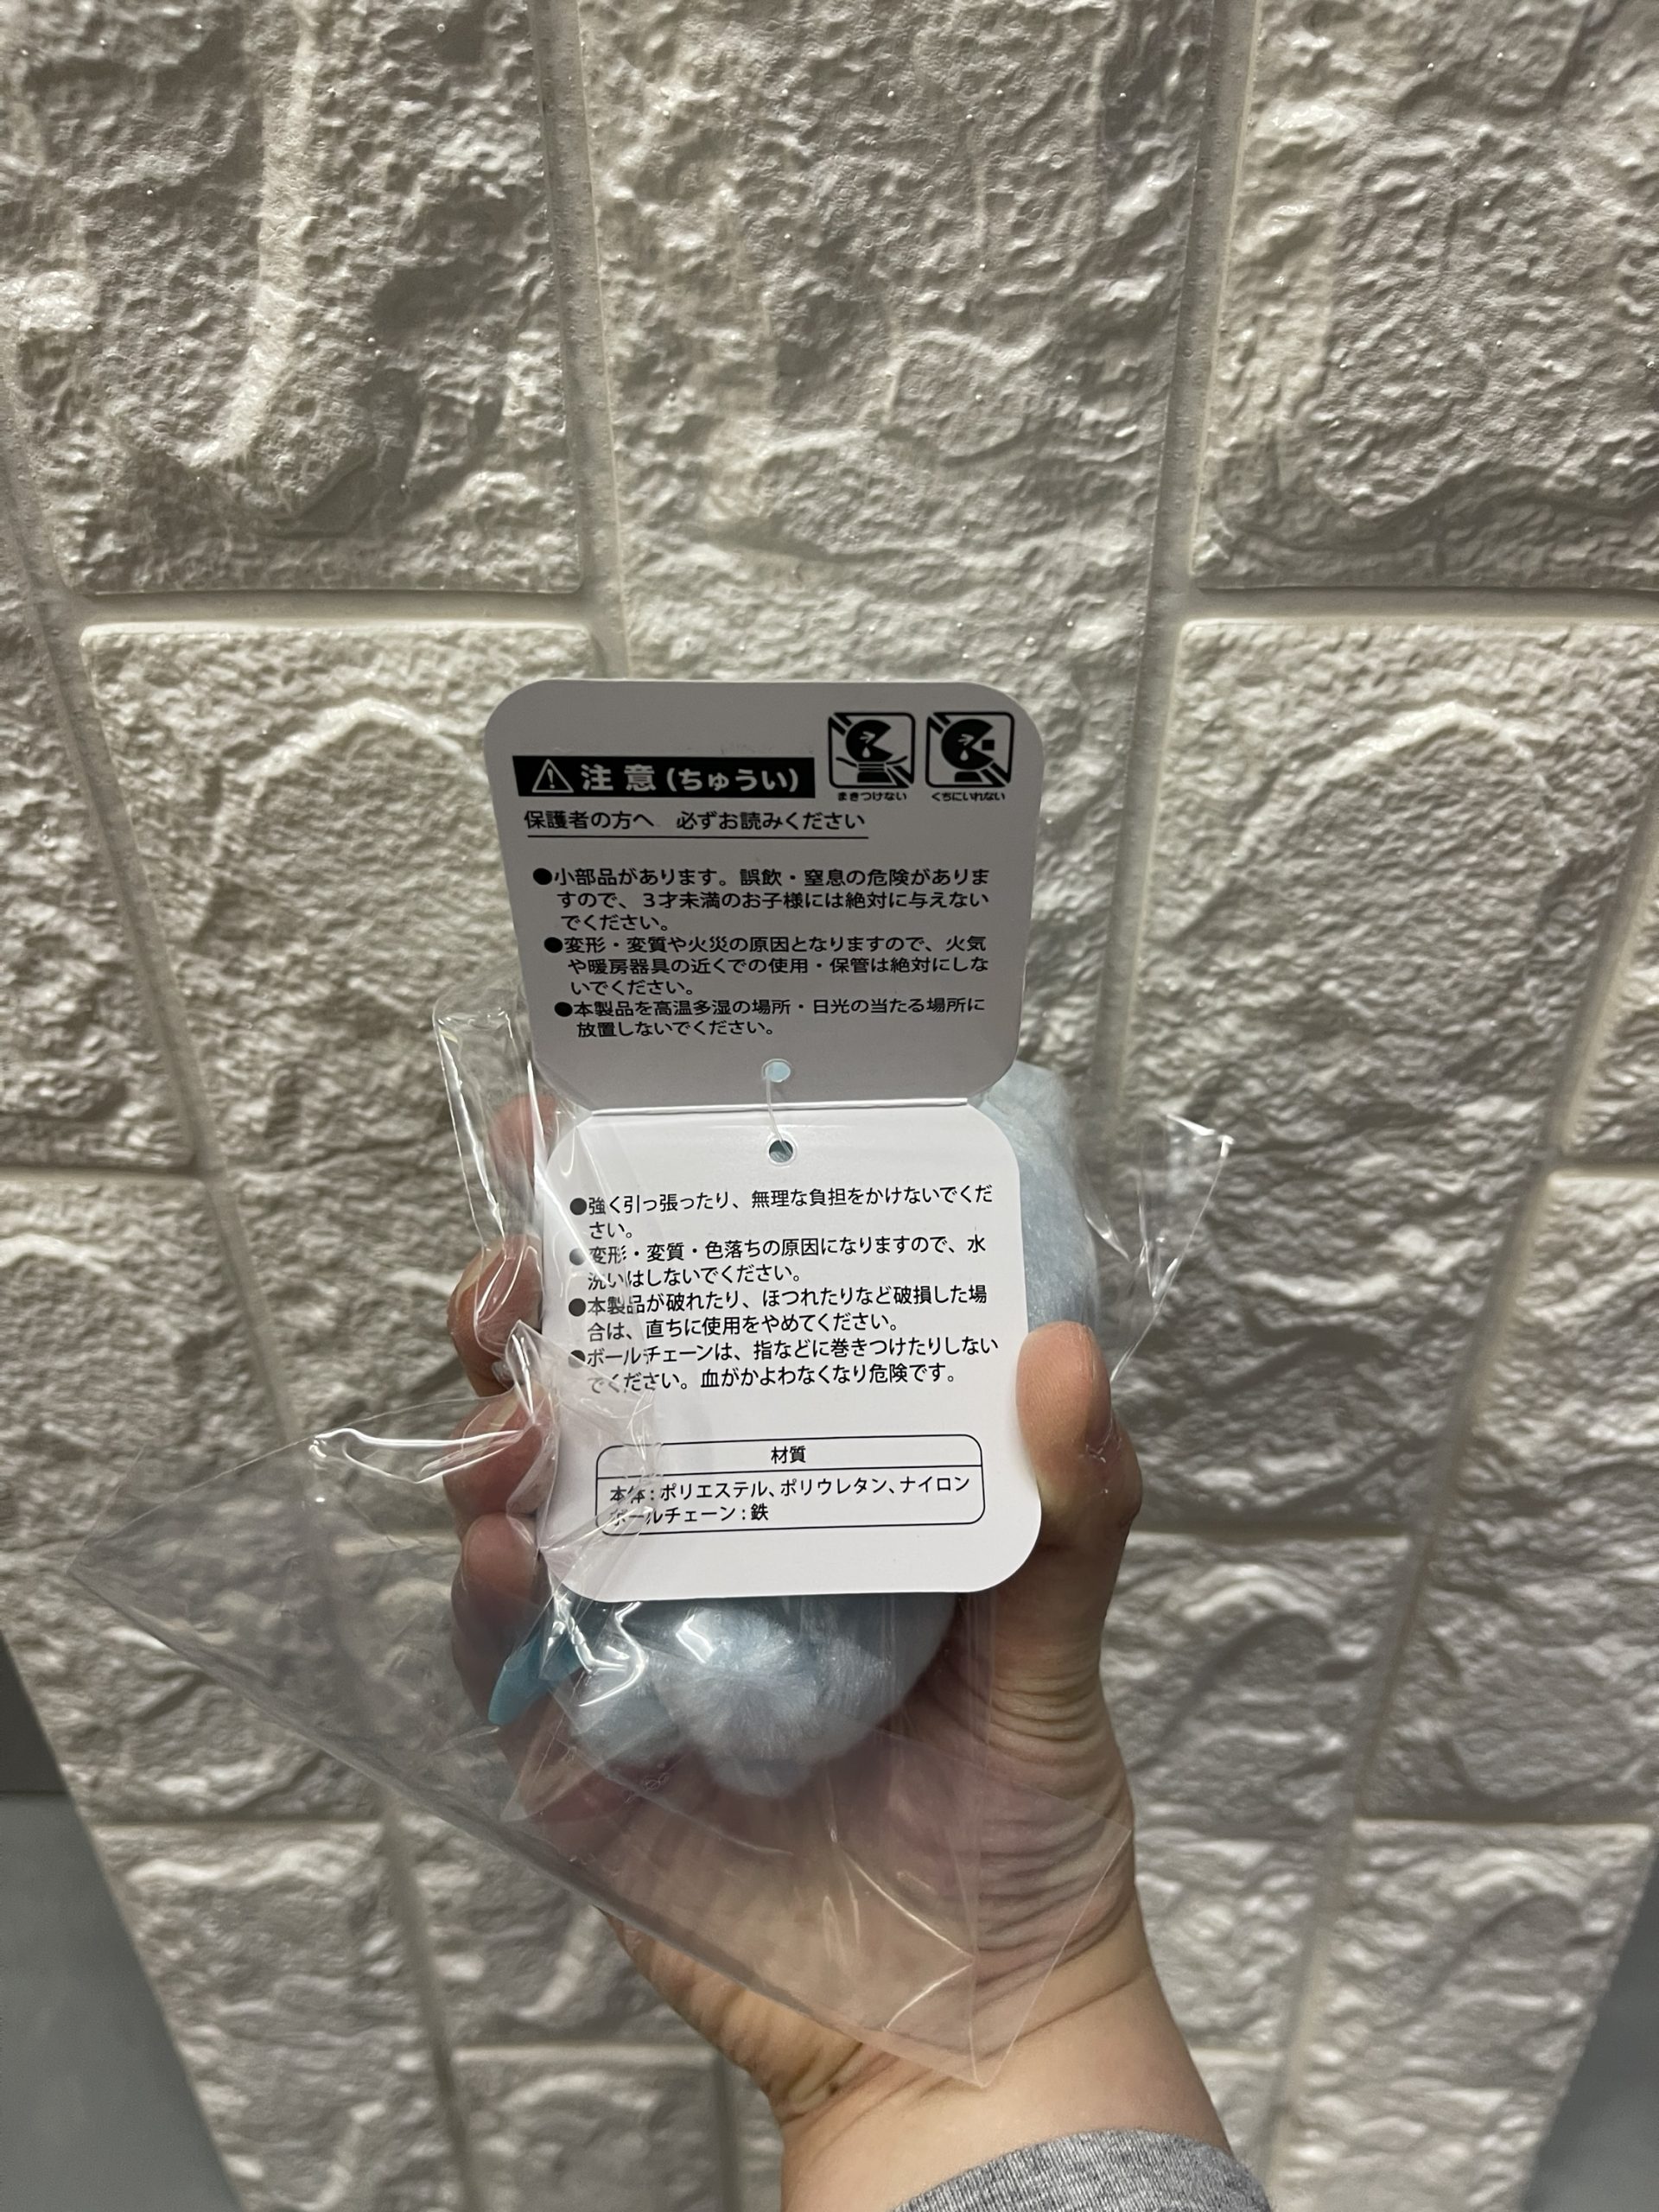 注意(ちゅうい)
まきつけない くちにいれない
保護者の方へ 必ずお読みください
●小部品があります。誤飲・窒息の危険がありま
すので、3才未満のお子様には絶対に与えない
でください。
●変形・変質や火災の原因となりますので、火気
や暖房器具の近くでの使用・保管は絶対にしな
いでください。
●本製品を高温多湿の場所・日光の当たる場所に
放置しないでください。
●強く引っ張ったり、無理な負担をかけないでくだ
さい。
●変形・変質・色落ちの原因になりますので、水
洗いはしないでください。
●本製品が破れたり、ほつれたりなど破損した場
合は、直ちに使用をやめてください。
●ボールチェーンは、指などに巻きつけたりしない
でください。血がかよわなくなり危険です。
材質
本体:ポリエステル、ポリウレタン、ナイロン
ボールチェーン:鉄